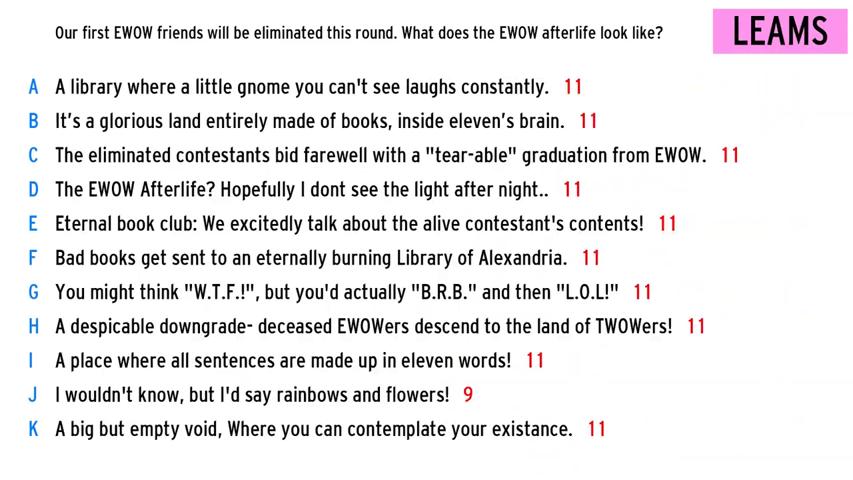 Our first EWOW friends will be eliminated this round. What does the EWOW afterlife look like?
LEAMS
A A library where a little gnome you can't see laughs constantly. 11
B It's a glorious land entirely made of books, inside eleven's brain. 11
C The eliminated contestants bid farewell with a "tear-able" graduation from EWOW. 11
D The EWOW Afterlife? Hopefully I dont see the light after night.. 11
E Eternal book club: We excitedly talk about the alive contestant's contents! 11
F Bad books get sent to an eternally burning Library of Alexandria. 11
G You might think "W.T.F.!", but you'd actually "B.R.B." and then "L.O.L!" 11
H A despicable downgrade- deceased EWOWers descend to the land of TWOWers! 11
I A place where all sentences are made up in eleven words! 11
J I wouldn't know, but I'd say rainbows and flowers! 9
K A big but empty void, Where you can contemplate your existance. 11